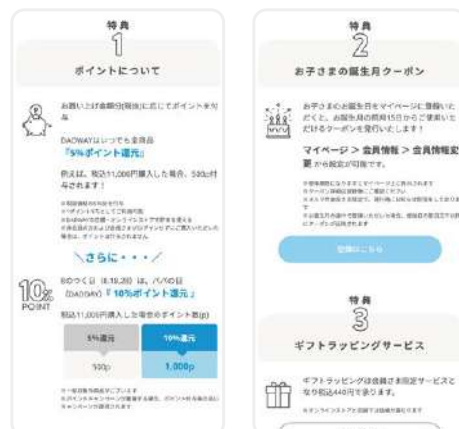 特典
1
ポイントについて
お買い上げ金額分(税抜)に応じてポイントを付
与
DADWAYはいつでも全商品
『5%ポイント還元』
例えば、税込11,000円購入した場合、500p付
与されます!
\さらに・・・/
10%
POINT
8のつく日(8,18,28)は、パパの日
(DADDAY)『10%ポイント還元』
税込11,000円購入した場合のポイント数(p)
5%還元
10%還元
500p
1,000p
特典
2
お子さまの誕生月クーポン
お子さまのお誕生日をマイページに登録いた
だくと、お誕生月の前月15日からご使用いた
だけるクーポンを発行いたします!
マイページ > 会員情報 > 会員情報変
更 から設定が可能です。
登録はこちら
特典
3
ギフトラッピングサービス
ギフトラッピングは会員さま限定サービスと
なり税込440円で承ります。